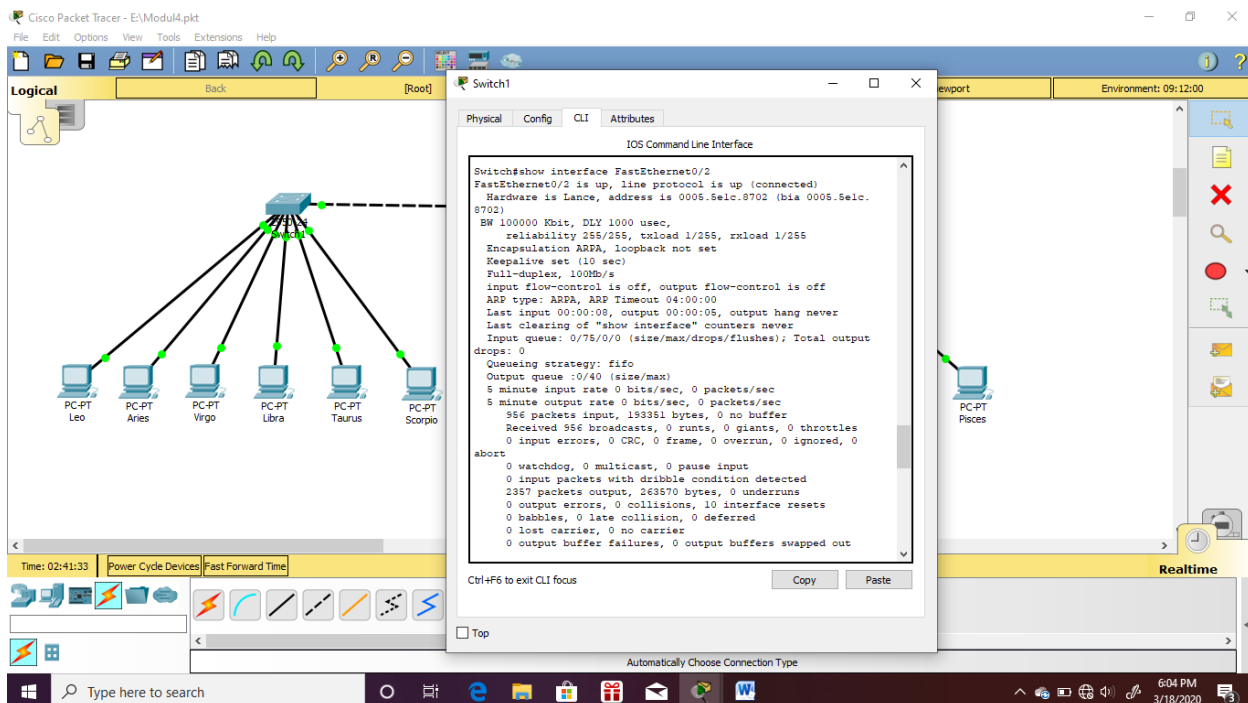 Cisco Packet Tracer - E:\Modul4.pkt
File Edit Options View Tools Extensions Help
Logical
Back
[Root]
ewport
Environment: 09:12:00
Switch1
Physical Config CLI Attributes
IOS Command Line Interface
Switch#show interface FastEthernet0/2
FastEthernet0/2 is up, line protocol is up (connected)
Hardware is Lance, address is 0005.5e1c.8702 (bia 0005.5e1c.
8702)
BW 100000 Kbit, DLY 1000 usec,
reliability 255/255, txload 1/255, rxload 1/255
Encapsulation ARPA, loopback not set
Keepalive set (10 sec)
Full-duplex, 100Mb/s
input flow-control is off, output flow-control is off
ARP type: ARPA, ARP Timeout 04:00:00
Last input 00:00:08, output 00:00:05, output hang never
Last clearing of "show interface" counters never
Input queue: 0/75/0/0 (size/max/drops/flushes); Total output
drops: 0
Queueing strategy: fifo
Output queue :0/40 (size/max)
5 minute input rate 0 bits/sec, 0 packets/sec
5 minute output rate 0 bits/sec, 0 packets/sec
956 packets input, 193351 bytes, 0 no buffer
Received 956 broadcasts, 0 runts, 0 giants, 0 throttles
0 input errors, 0 CRC, 0 frame, 0 overrun, 0 ignored, 0
abort
0 watchdog, 0 multicast, 0 pause input
0 input packets with dribble condition detected
2357 packets output, 263570 bytes, 0 underruns
0 output errors, 0 collisions, 10 interface resets
0 babbles, 0 late collision, 0 deferred
0 lost carrier, 0 no carrier
0 output buffer failures, 0 output buffers swapped out
Ctrl+F6 to exit CLI focus
Copy
Paste
Top
Switch1
PC-PT
Leo
PC-PT
Aries
PC-PT
Virgo
PC-PT
Libra
PC-PT
Taurus
PC-PT
Scorpio
PC-PT
Pisces
Time: 02:41:33
Power Cycle Devices
Fast Forward Time
Realtime
Automatically Choose Connection Type
Type here to search
6:04 PM
3/18/2020